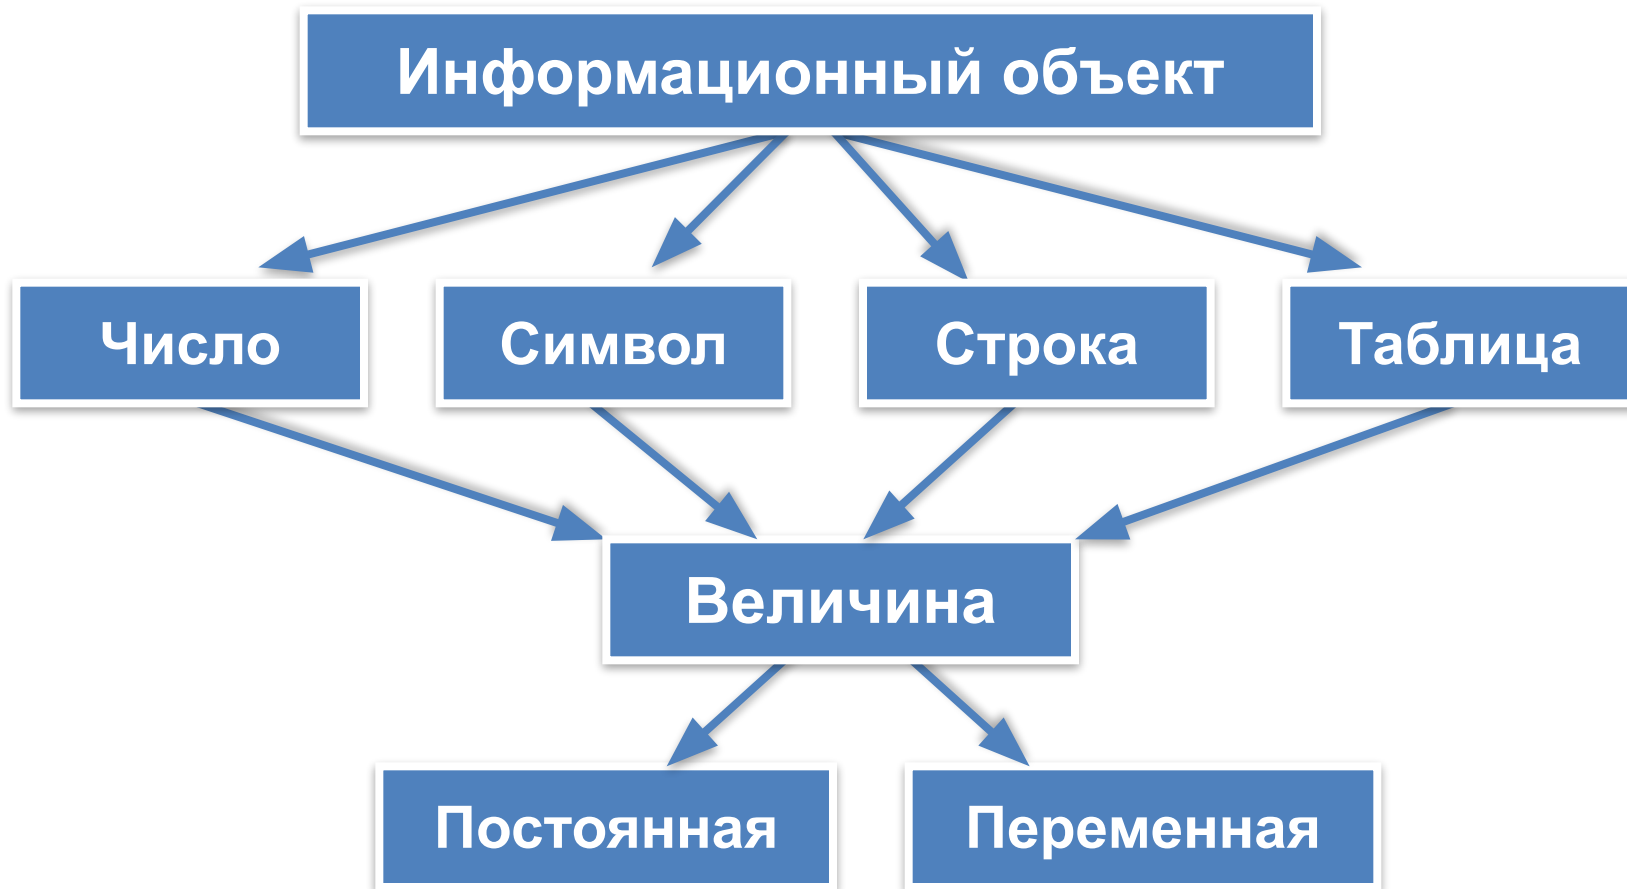 Информационный объект
Число
Символ
Строка
Таблица
Величина
Постоянная
Переменная